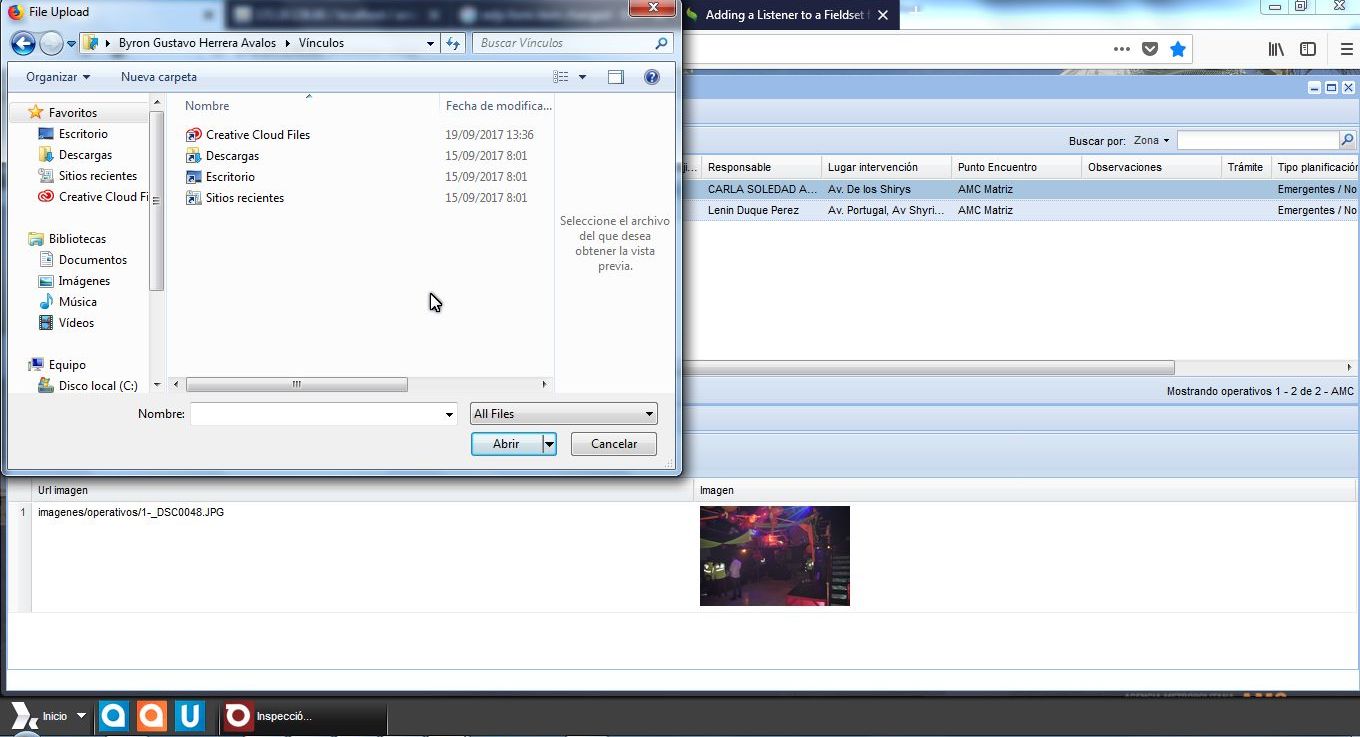 File Upload
Adding a Listener to a Fieldset
Byron Gustavo Herrera Avalos
Vínculos
Buscar Vínculos
Organizar
Nueva carpeta
Favoritos
Escritorio
Descargas
Sitios recientes
Creative Cloud Fi
Bibliotecas
Documentos
Imágenes
Música
Vídeos
Equipo
Disco local (C:)
Nombre
Fecha de modifica...
Creative Cloud Files
19/09/2017 13:36
Descargas
15/09/2017 8:01
Escritorio
15/09/2017 8:01
Sitios recientes
15/09/2017 8:01
Seleccione el archivo
del que desea
obtener la vista
previa.
Nombre:
All Files
Abrir
Cancelar
Buscar por: Zona
ji... Responsable Lugar intervención Punto Encuentro Observaciones Trámite Tipo planificación
CARLA SOLEDAD A... Av. De los Shirys AMC Matriz Emergentes / No
Lenin Duque Perez Av. Portugal, Av Shyri... AMC Matriz Emergentes / No
Mostrando operativos 1 - 2 de 2 - AMC
Url imagen Imagen
1 imagenes/operativos/1-_DSC0048.JPG
Inicio
Inspecció...